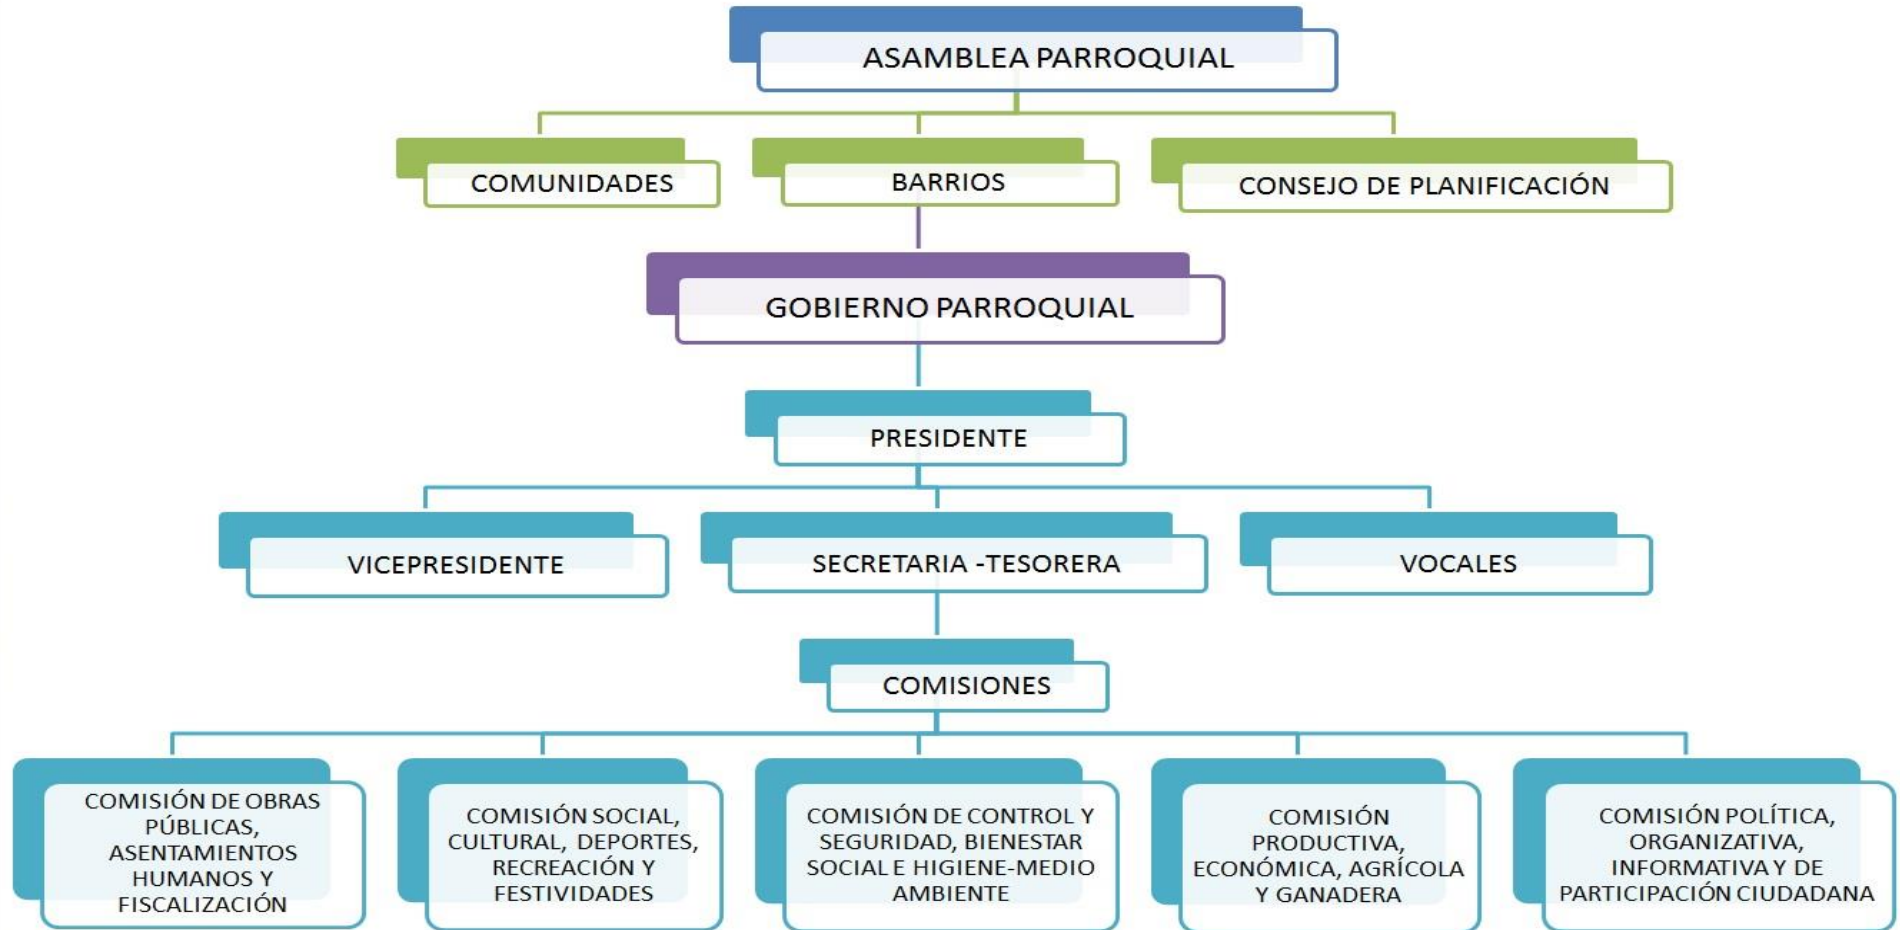 ASAMBLEA PARROQUIAL
COMUNIDADES
BARRIOS
CONSEJO DE PLANIFICACIÓN
GOBIERNO PARROQUIAL
PRESIDENTE
VICEPRESIDENTE
SECRETARIA -TESORERA
VOCALES
COMISIONES
COMISIÓN DE OBRAS
PÚBLICAS,
ASENTAMIENTOS
HUMANOS Y
FISCALIZACIÓN
COMISIÓN SOCIAL,
CULTURAL, DEPORTES,
RECREACIÓN Y
FESTIVIDADES
COMISIÓN DE CONTROL Y
SEGURIDAD, BIENESTAR
SOCIAL E HIGIENE-MEDIO
AMBIENTE
COMISIÓN
PRODUCTIVA,
ECONÓMICA, AGRÍCOLA
Y GANADERA
COMISIÓN POLÍTICA,
ORGANIZATIVA,
INFORMATIVA Y DE
PARTICIPACIÓN CIUDADANA